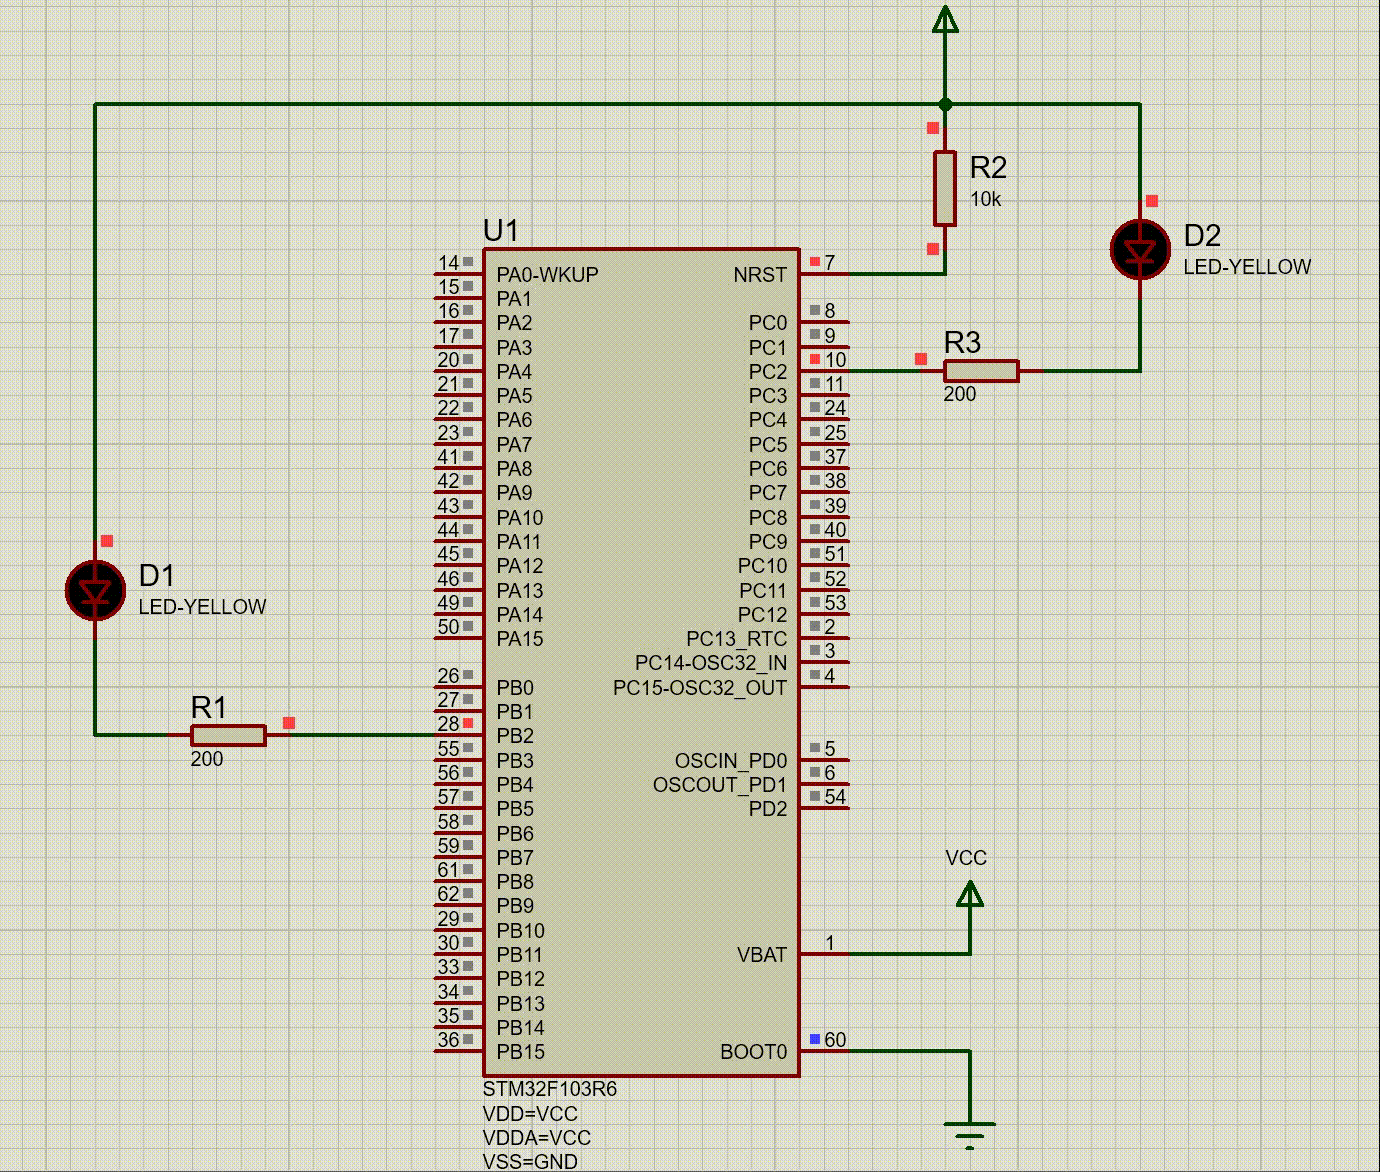 R2
10k
D2
LED-YELLOW
U1
14
PA0-WKUP
15
PA1
16
PA2
17
PA3
20
PA4
21
PA5
22
PA6
23
PA7
41
PA8
42
PA9
43
PA10
44
PA11
45
PA12
46
PA13
49
PA14
50
PA15
26
PB0
27
PB1
28
PB2
55
PB3
56
PB4
57
PB5
58
PB6
59
PB7
61
PB8
62
PB9
29
PB10
30
PB11
33
PB12
34
PB13
35
PB14
36
PB15
7
NRST
8
PC0
9
PC1
10
PC2
11
PC3
24
PC4
25
PC5
37
PC6
38
PC7
39
PC8
40
PC9
51
PC10
52
PC11
53
PC12
2
PC13_RTC
3
PC14-OSC32_IN
4
PC15-OSC32_OUT
5
OSCIN_PD0
6
OSCOUT_PD1
54
PD2
1
VBAT
60
BOOT0
R3
200
D1
LED-YELLOW
R1
200
VCC
STM32F103R6
VDD=VCC
VDDA=VCC
VSS=GND